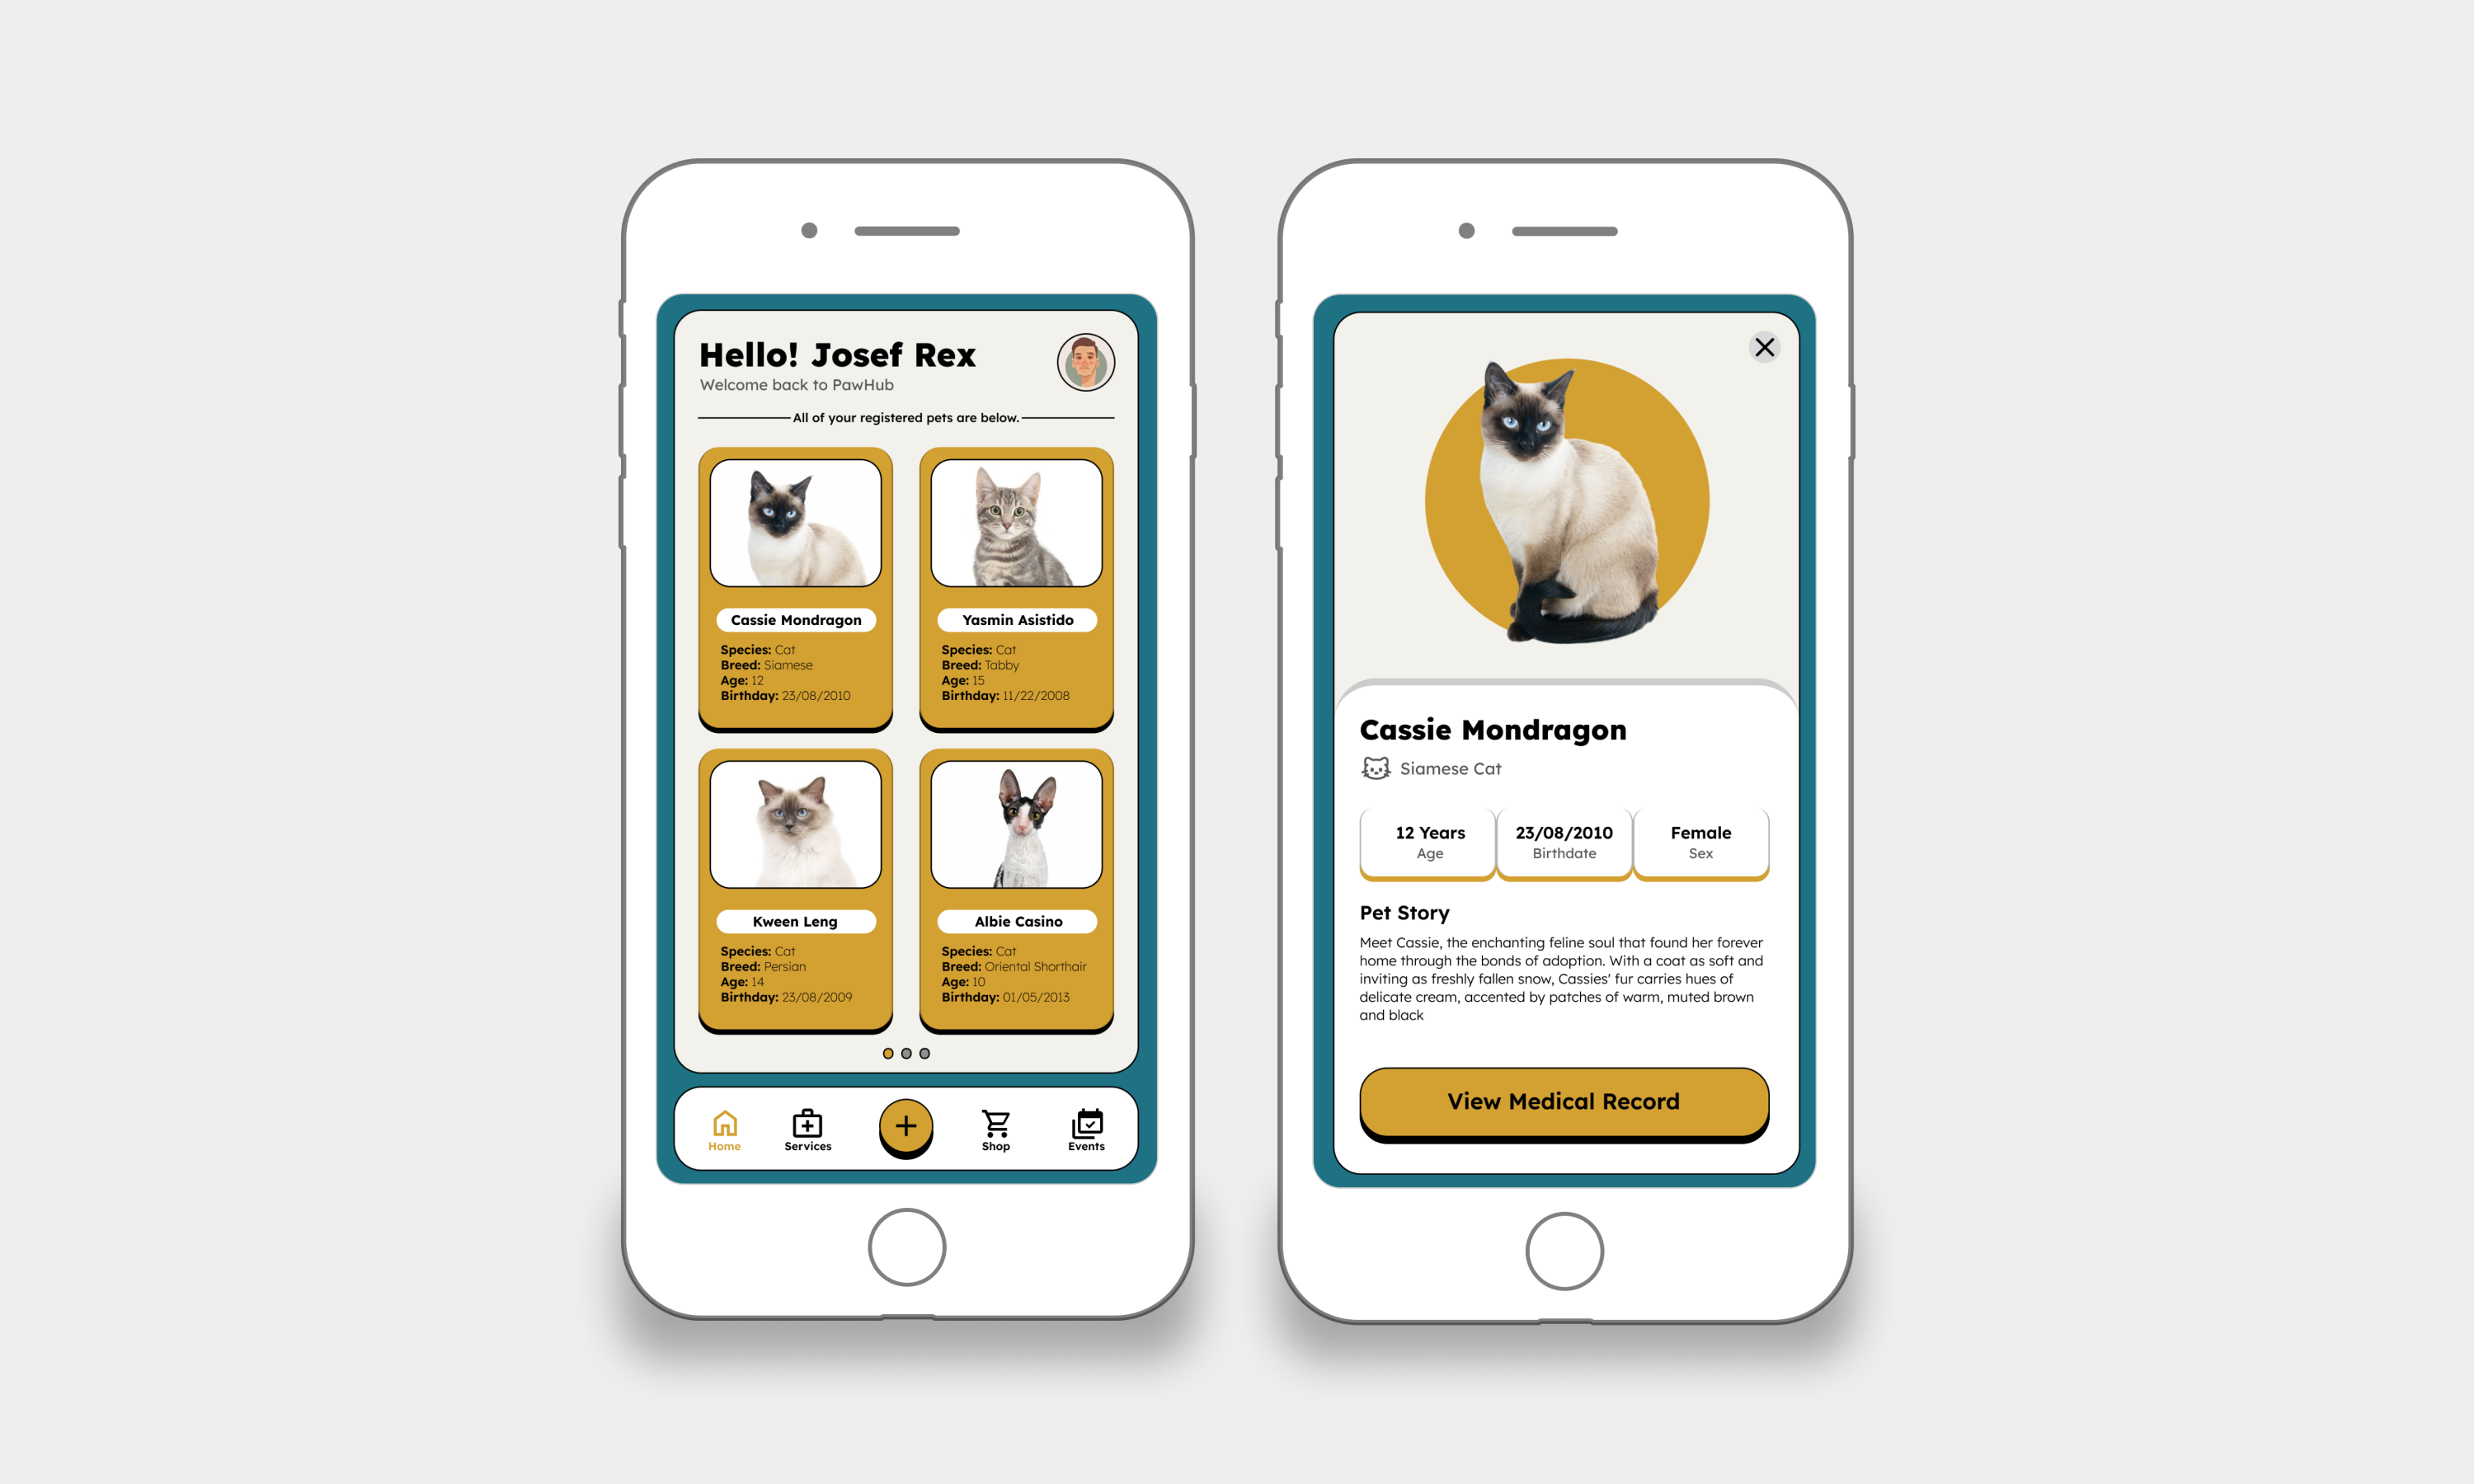 Hello! Josef Rex
Welcome back to PawHub
All of your registered pets are below.
Cassie Mondragon
Species: Cat
Breed: Siamese
Age: 12
Birthday: 23/08/2010
Yasmin Asistido
Species: Cat
Breed: Tabby
Age: 15
Birthday: 11/22/2008
Kween Leng
Species: Cat
Breed: Persian
Age: 14
Birthday: 23/08/2009
Albie Casino
Species: Cat
Breed: Oriental Shorthair
Age: 10
Birthday: 01/05/2013
Home
Services
Shop
Events
Cassie Mondragon
Siamese Cat
12 Years
Age
23/08/2010
Birthdate
Female
Sex
Pet Story
Meet Cassie, the enchanting feline soul that found her forever
home through the bonds of adoption. With a coat as soft and
inviting as freshly fallen snow, Cassies' fur carries hues of
delicate cream, accented by patches of warm, muted brown
and black
View Medical Record